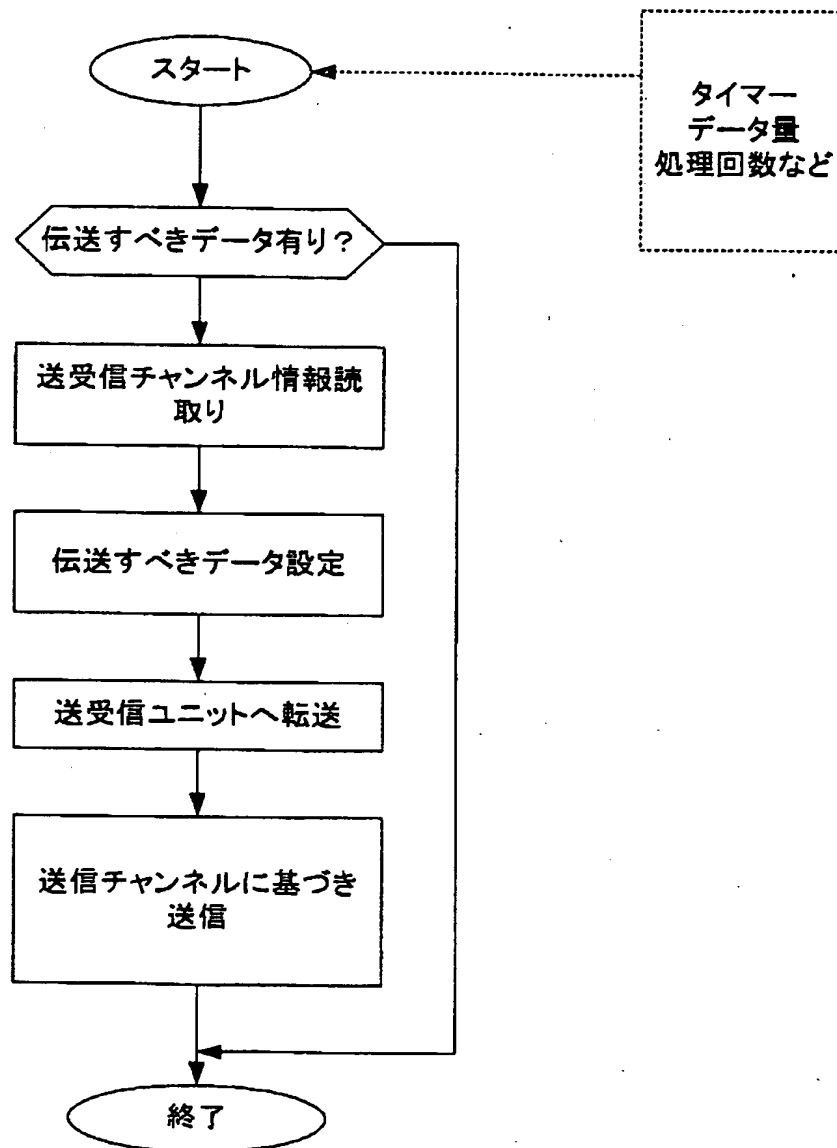 スタート
タイマー
データ量
処理回数など
伝送すべきデータ有り？
送受信チャンネル情報読
取り
伝送すべきデータ設定
送受信ユニットへ転送
送信チャンネルに基づき
送信
終了